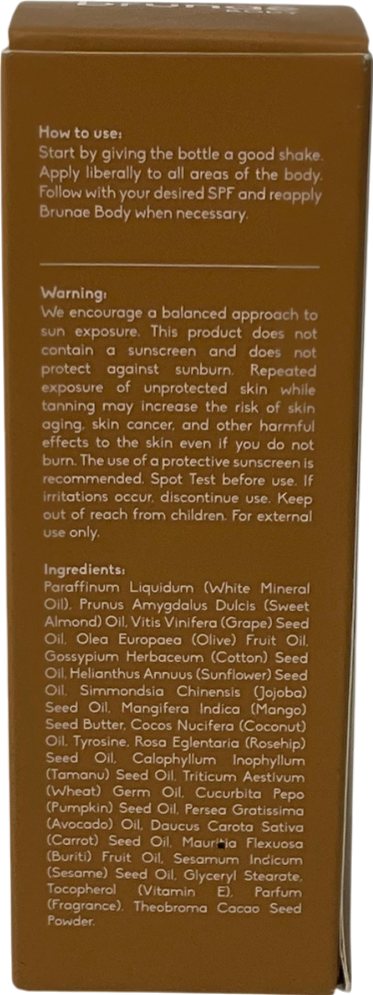 How to use:
Start by giving the bottle a good shake.
Apply liberally to all areas of the body.
Follow with your desired SPF and reapply
Brunae Body when necessary.
Warning:
We encourage a balanced approach to
sun exposure. This product does not
contain a sunscreen and does not
protect against sunburn. Repeated
exposure of unprotected skin while
tanning may increase the risk of skin
aging, skin cancer, and other harmful
effects to the skin even if you do not
burn. The use of a protective sunscreen is
recommended. Spot Test before use. If
irritations occur, discontinue use. Keep
out of reach from children. For external
use only.
Ingredients:
Paraffinum Liquidum (White Mineral
Oil), Prunus Amygdalus Dulcis (Sweet
Almond) Oil, Vitis Vinifera (Grape) Seed
Oil, Olea Europaea (Olive) Fruit Oil,
Gossypium Herbaceum (Cotton) Seed
Oil, Helianthus Annuus (Sunflower) Seed
Oil, Simmondsia Chinensis (Jojoba)
Seed Oil, Mangifera Indica (Mango)
Seed Butter, Cocos Nucifera (Coconut)
Oil, Tyrosine, Rosa Eglentaria (Rosehip)
Seed Oil, Calophyllum Inophyllum
(Tamanu) Seed Oil, Triticum Aestivum
(Wheat) Germ Oil, Cucurbita Pepo
(Pumpkin) Seed Oil, Persea Gratissima
(Avocado) Oil, Daucus Carota Sativa
(Carrot) Seed Oil, Mauritia Flexuosa
(Buriti) Fruit Oil, Sesamum Indicum
(Sesame) Seed Oil, Glyceryl Stearate,
Tocopherol (Vitamin E), Parfum
(Fragrance), Theobroma Cacao Seed
Powder.